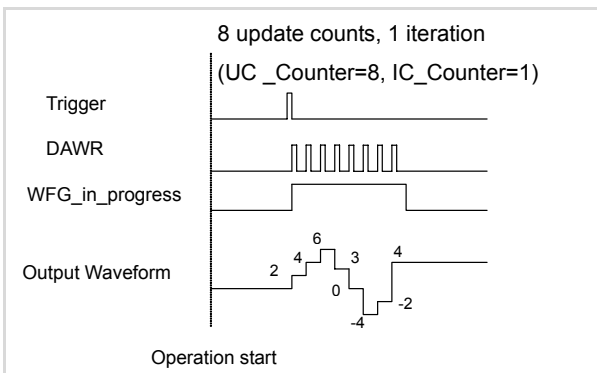 8 update counts, 1 iteration
(UC _Counter=8, IC_Counter=1)
Trigger
DAWR
WFG_in_progress
Output Waveform
2
4
6
3
0
-4
-2
4
Operation start